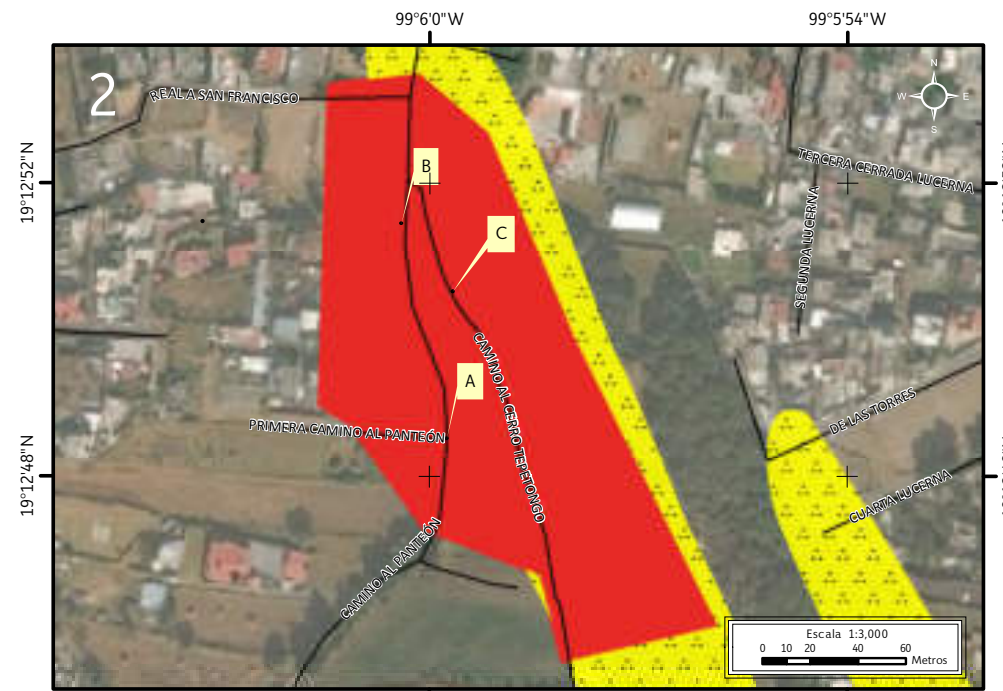 99°6'0"W
99°5'54"W
2
REAL A SAN FRANCISCO
N
W
E
S
19°12'52"N
B
TERCERA CERRADA LUCERNA
C
SEGUNDA LUCERNA
CAMINO AL CERRO TEPETONGO
A
DE LAS TORRES
PRIMERA CAMINO AL PANTEÓN
19°12'48"N
CUARTA LUCERNA
CAMINO AL PANTEÓN
Escala 1:3,000
0 10 20 40 60
Metros